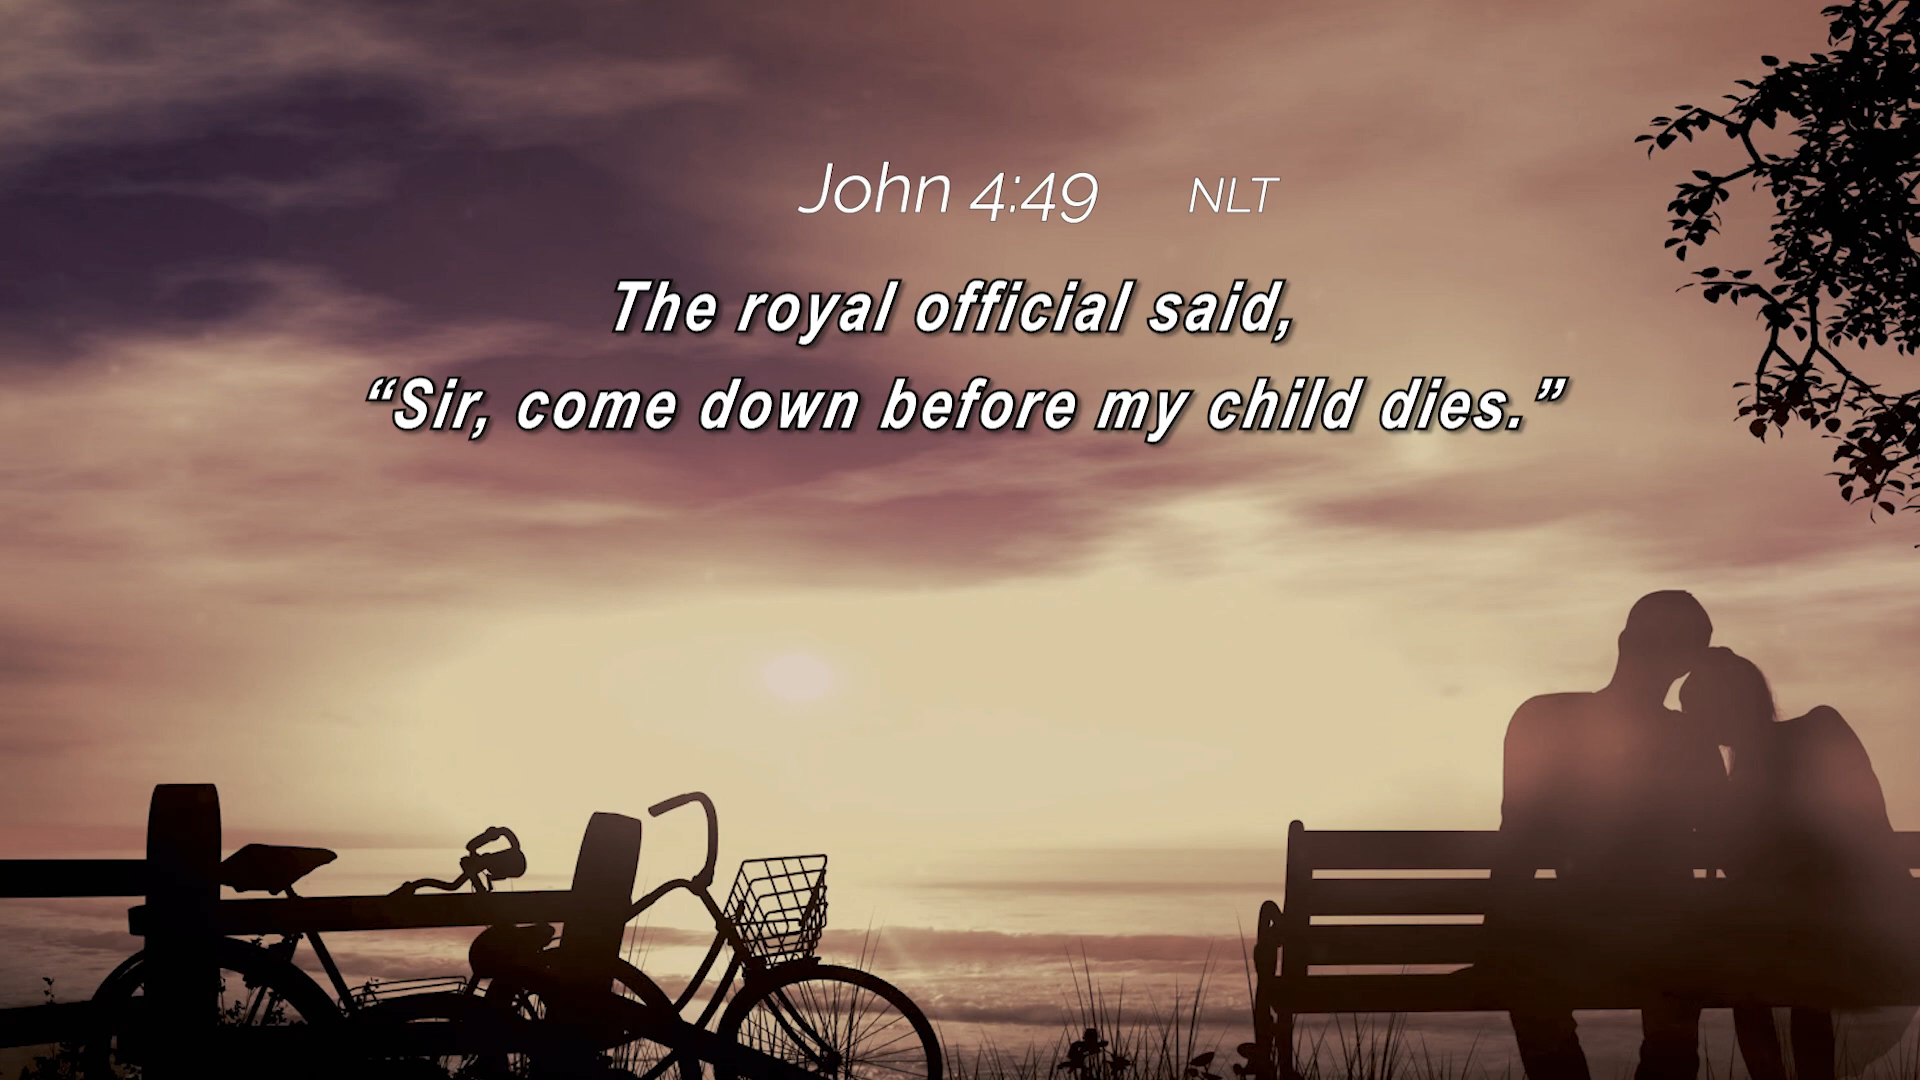 John 4:49 NLT
The royal official said,
“Sir, come down before my child dies.”